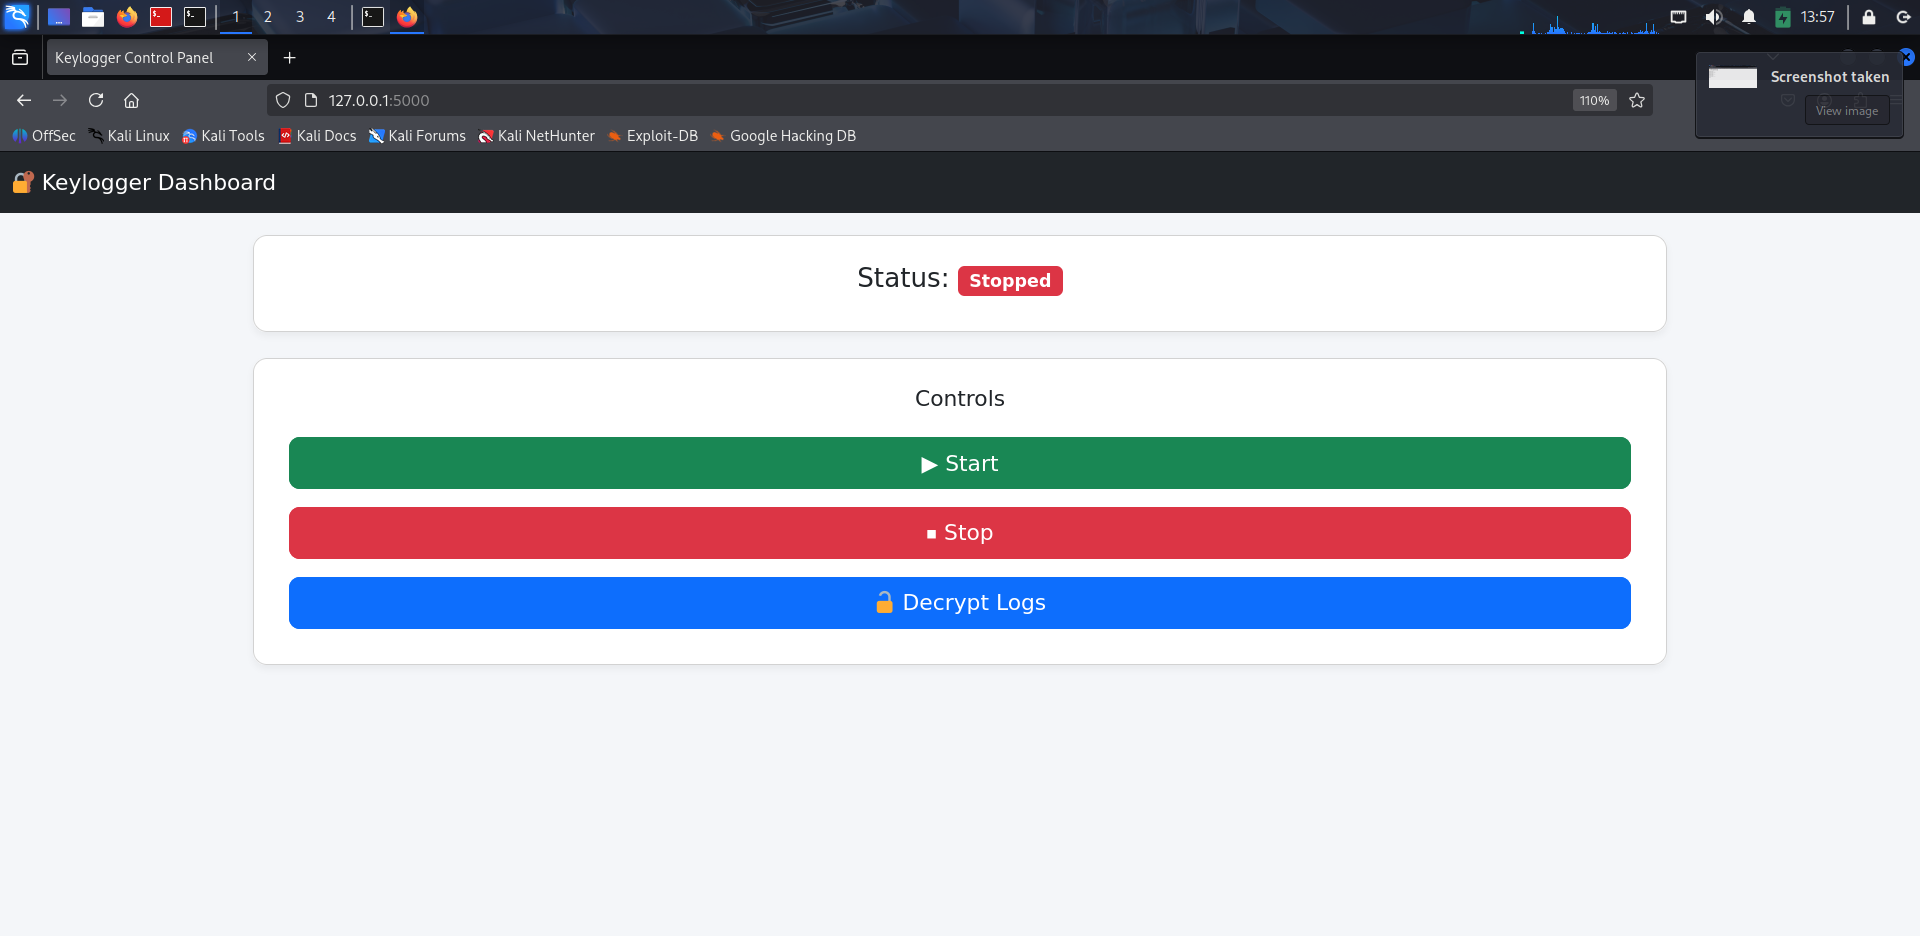 1 2 3 4 13:57
Keylogger Control Panel
Screenshot taken
127.0.0.1:5000 110%
View image
OffSec Kali Linux Kali Tools Kali Docs Kali Forums Kali NetHunter Exploit-DB Google Hacking DB
Keylogger Dashboard
Status: Stopped
Controls
▶ Start
■ Stop
Decrypt Logs